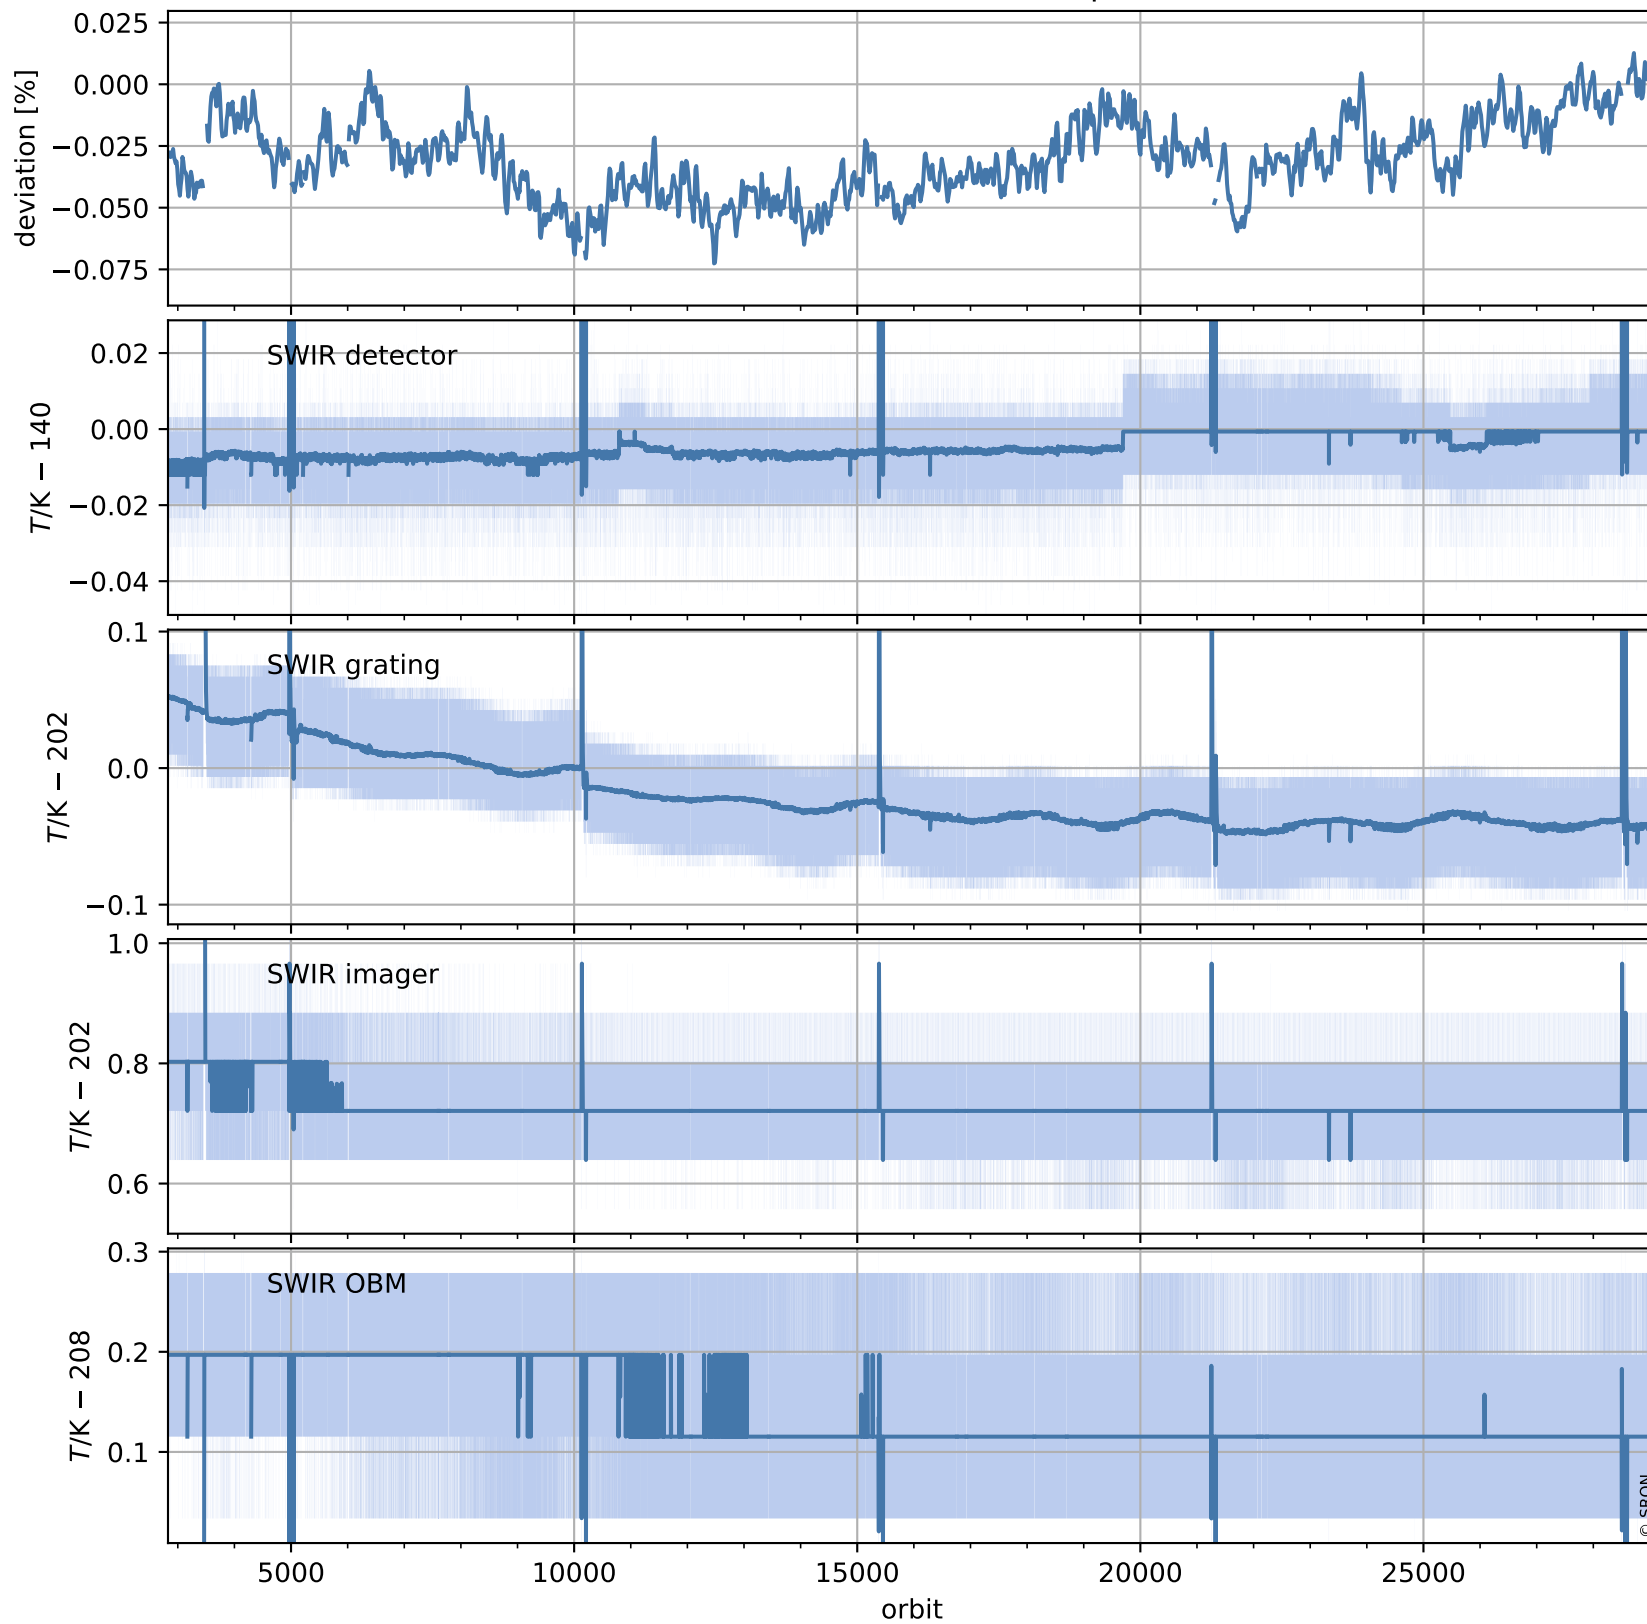 0.025
0.000
−0.025
−0.050
−0.075
deviation [%]
SWIR detector
0.02
0.00
−0.02
−0.04
T/K − 140
SWIR grating
0.1
0.0
−0.1
T/K − 202
SWIR imager
1.0
0.8
0.6
T/K − 202
SWIR OBM
0.3
0.2
0.1
T/K − 208
© SRON
5000 10000 15000 20000 25000
orbit